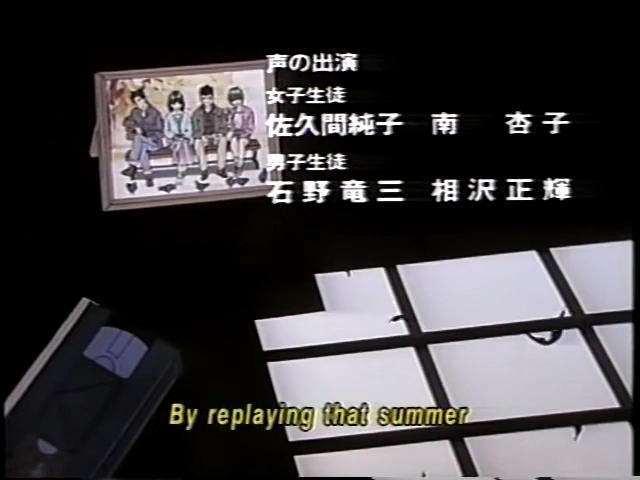 声の出演
女子生徒
佐久間純子 南 杏子
男子生徒
石野竜三 相沢正輝
By replaying that summer